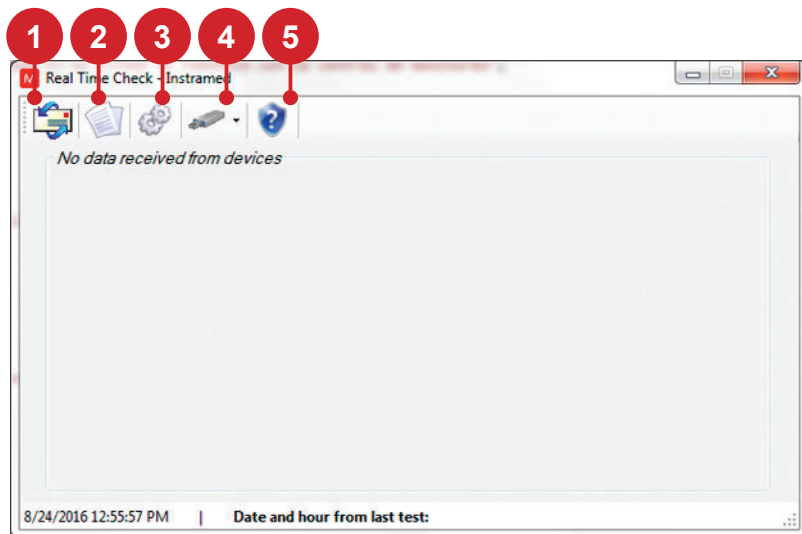 1 2 3 4 5
Real Time Check - Instramed
No data received from devices
8/24/2016 12:55:57 PM | Date and hour from last test: